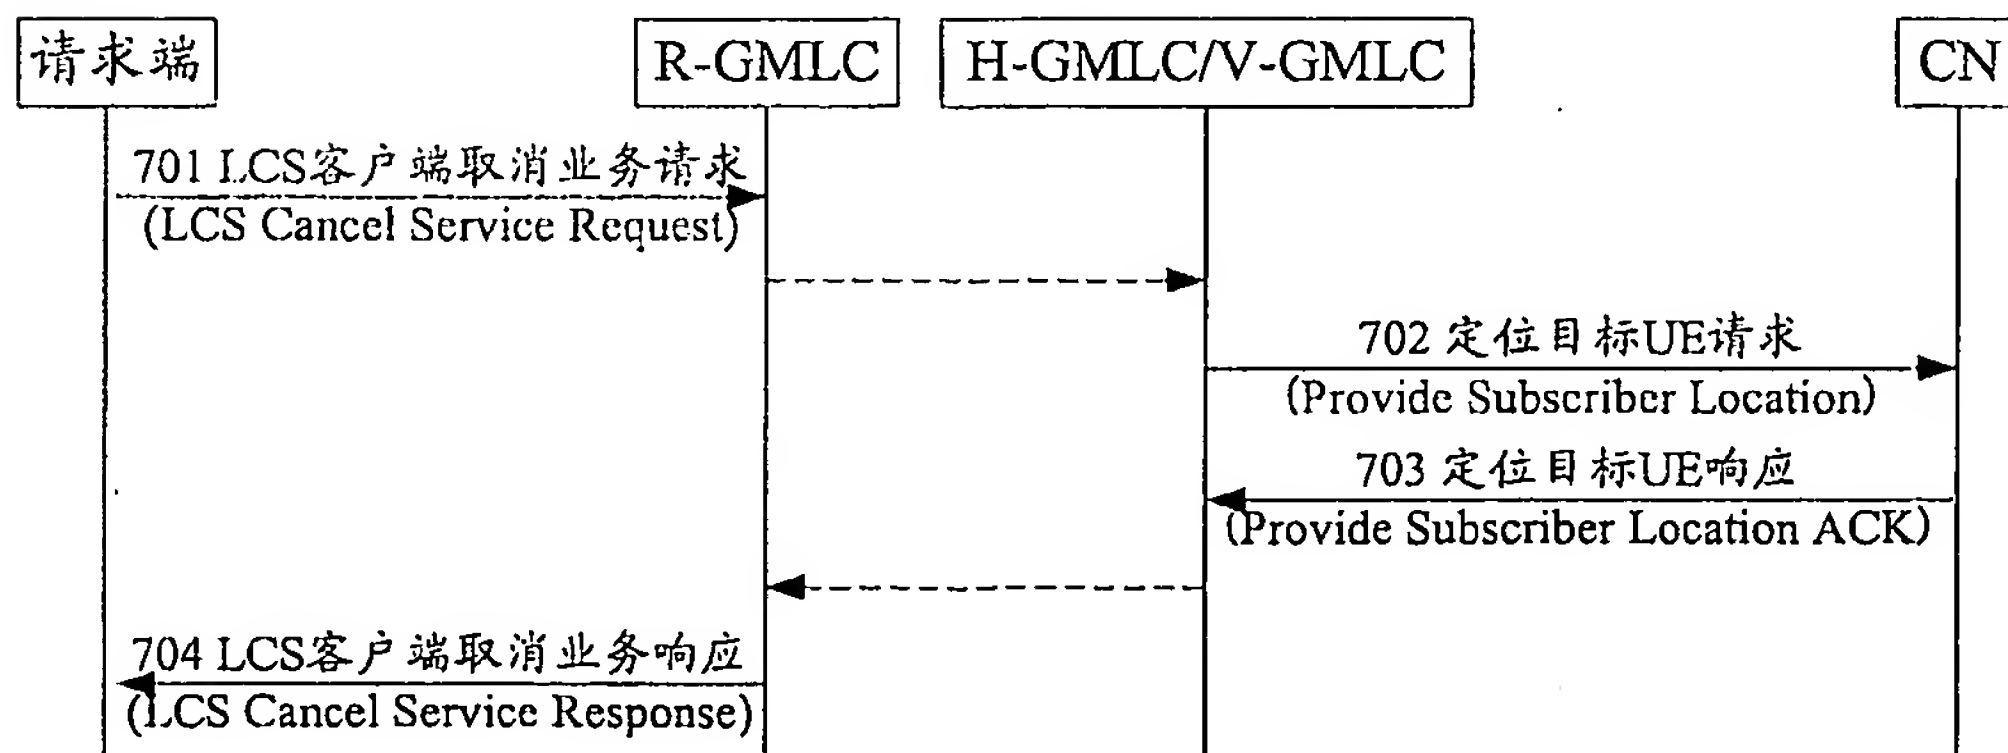 请求端
R-GMLC
H-GMLC/V-GMLC
CN
701 LCS客户端取消业务请求
(LCS Cancel Service Request)
702 定位目标UE请求
(Provide Subscriber Location)
703 定位目标UE响应
(Provide Subscriber Location ACK)
704 LCS客户端取消业务响应
(LCS Cancel Service Response)